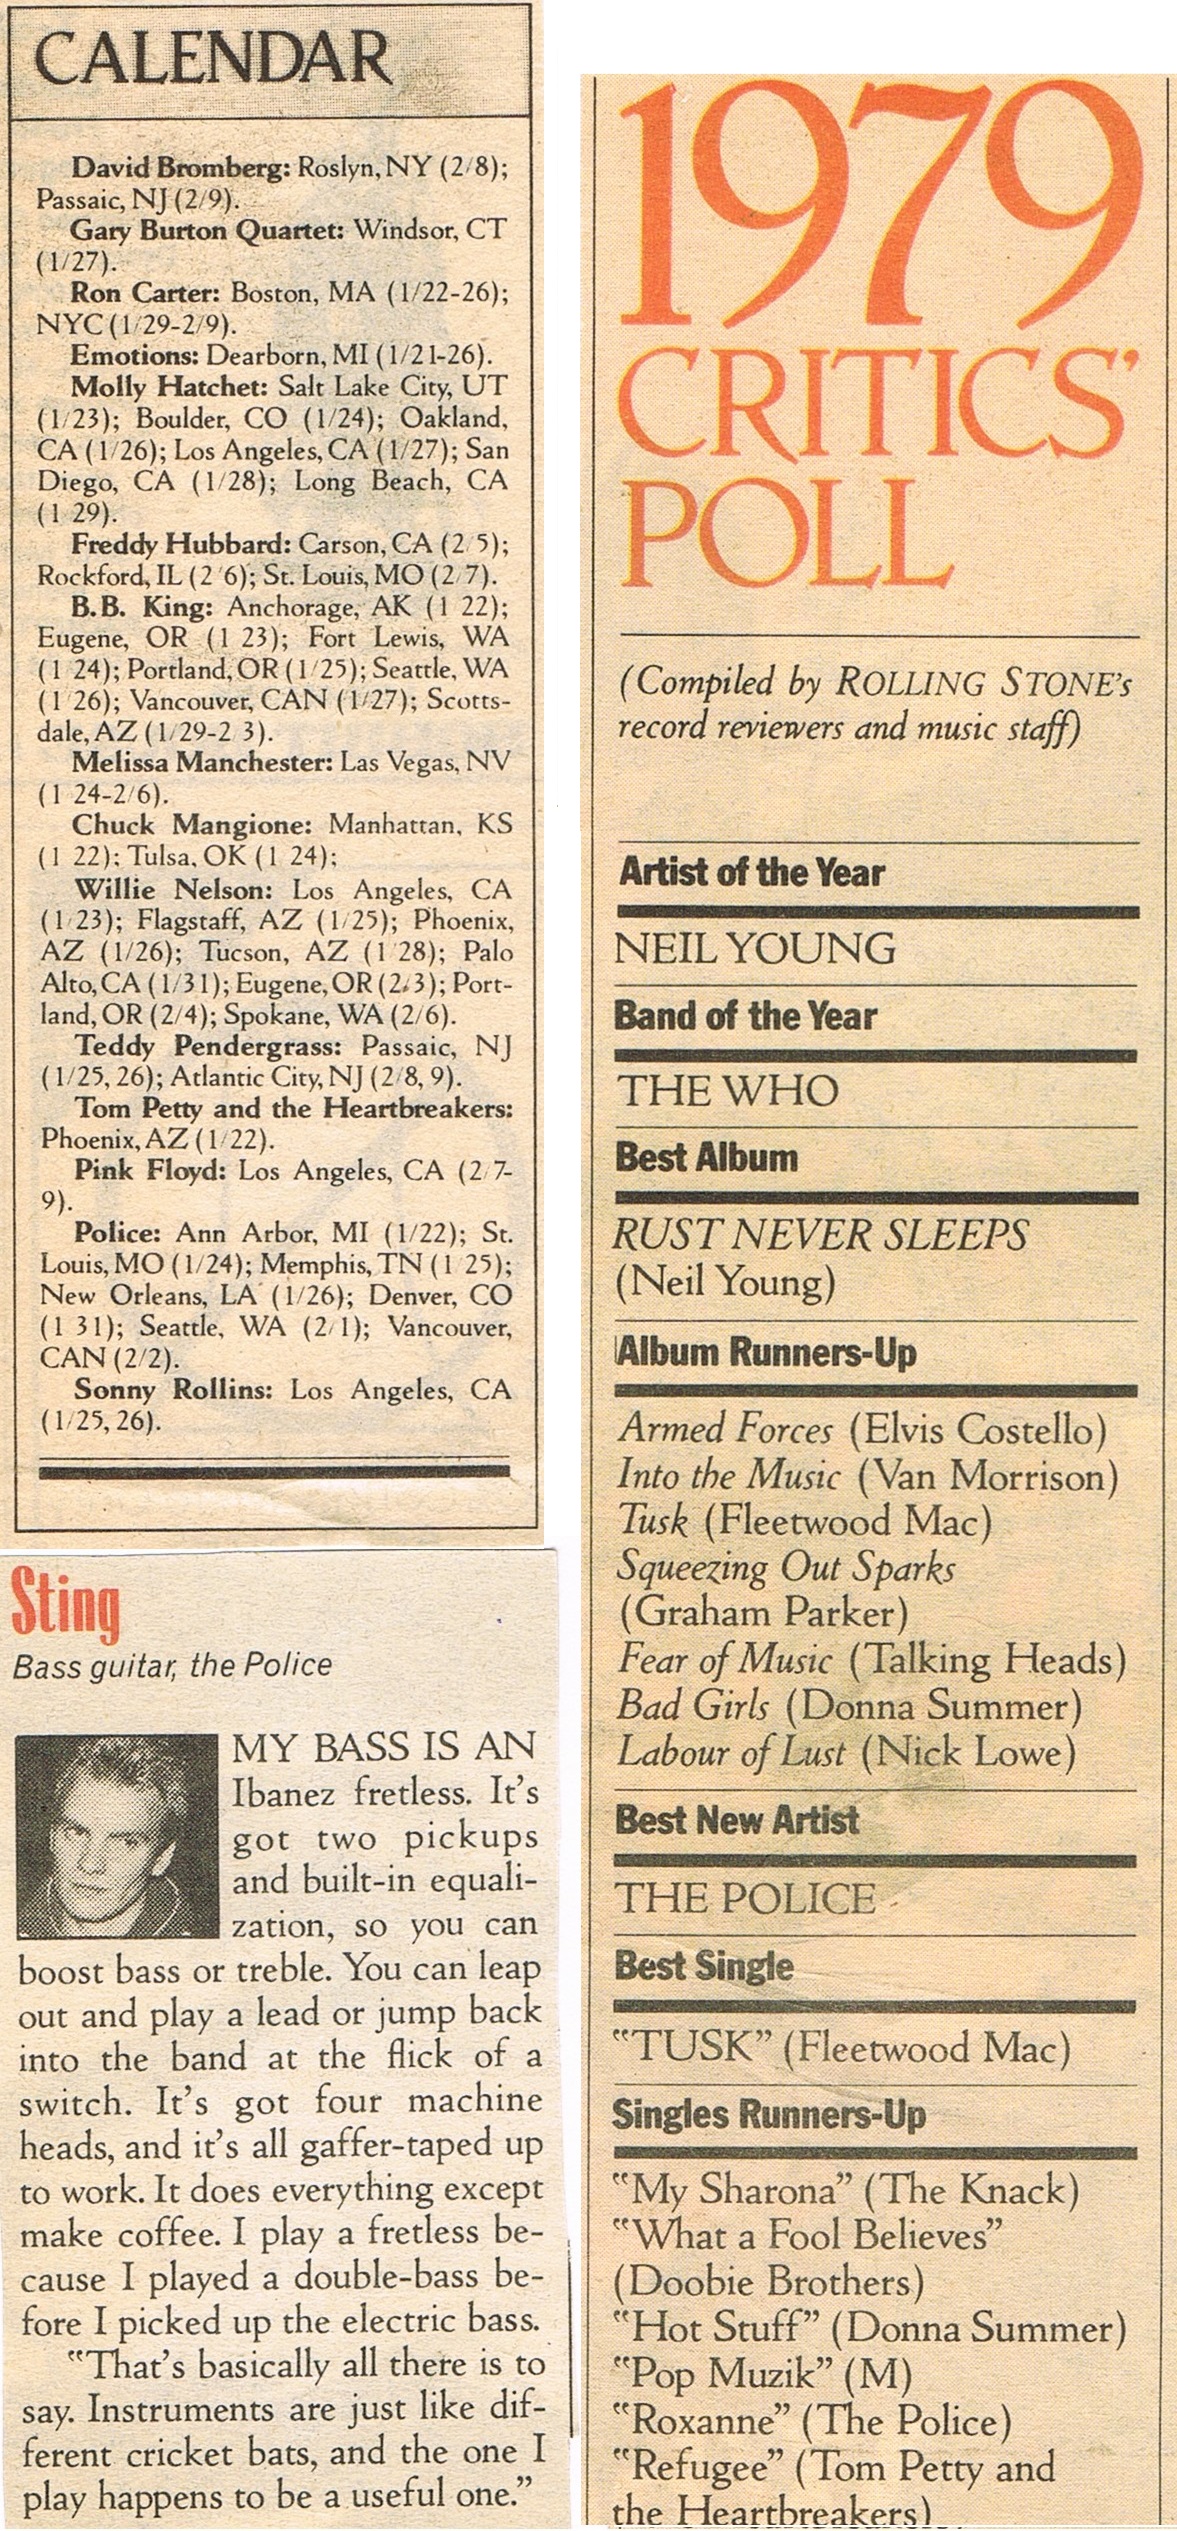 CALENDAR
David Bromberg: Roslyn, NY (2/8);
Passaic, NJ (2/9).
Gary Burton Quartet: Windsor, CT
(1/27).
Ron Carter: Boston, MA (1/22-26);
NYC (1/29-2/9).
Emotions: Dearborn, MI (1/21-26).
Molly Hatchet: Salt Lake City, UT
(1/23); Boulder, CO (1/24); Oakland,
CA (1/26); Los Angeles, CA (1/27); San
Diego, CA (1/28); Long Beach, CA
(1 29).
Freddy Hubbard: Carson, CA (2/5);
Rockford, IL (2/6); St. Louis, MO (2/7).
B.B. King: Anchorage, AK (1 22);
Eugene, OR (1 23); Fort Lewis, WA
(1 24); Portland, OR (1/25); Seattle, WA
(1/26); Vancouver, CAN (1/27); Scotts-
dale, AZ (1/29-2 3).
Melissa Manchester: Las Vegas, NV
(1 24-2/6).
Chuck Mangione: Manhattan, KS
(1 22); Tulsa, OK (1 24);
Willie Nelson: Los Angeles, CA
(1/23); Flagstaff, AZ (1/25); Phoenix,
AZ (1/26); Tucson, AZ (1/28); Palo
Alto, CA (1/31); Eugene, OR (2/3); Port-
land, OR (2/4); Spokane, WA (2/6).
Teddy Pendergrass: Passaic, NJ
(1/25, 26); Atlantic City, NJ (2/8, 9).
Tom Petty and the Heartbreakers:
Phoenix, AZ (1/22).
Pink Floyd: Los Angeles, CA (2/7-
9).
Police: Ann Arbor, MI (1/22); St.
Louis, MO (1/24); Memphis, TN (1 25);
New Orleans, LA (1/26); Denver, CO
(1 31); Seattle, WA (2/1); Vancouver,
CAN (2/2).
Sonny Rollins: Los Angeles, CA
(1/25, 26).
Sting
Bass guitar, the Police
MY BASS IS AN
Ibanez fretless. It's
got two pickups
and built-in equali-
zation, so you can
boost bass or treble. You can leap
out and play a lead or jump back
into the band at the flick of a
switch. It's got four machine
heads, and it's all gaffer-taped up
to work. It does everything except
make coffee. I play a fretless be-
cause I played a double-bass be-
fore I picked up the electric bass.
"That's basically all there is to
say. Instruments are just like dif-
ferent cricket bats, and the one I
play happens to be a useful one."
1979
CRITICS'
POLL
(Compiled by ROLLING STONE's
record reviewers and music staff)
Artist of the Year
NEIL YOUNG
Band of the Year
THE WHO
Best Album
RUST NEVER SLEEPS
(Neil Young)
Album Runners-Up
Armed Forces (Elvis Costello)
Into the Music (Van Morrison)
Tusk (Fleetwood Mac)
Squeezing Out Sparks
(Graham Parker)
Fear of Music (Talking Heads)
Bad Girls (Donna Summer)
Labour of Lust (Nick Lowe)
Best New Artist
THE POLICE
Best Single
"TUSK" (Fleetwood Mac)
Singles Runners-Up
"My Sharona" (The Knack)
"What a Fool Believes"
(Doobie Brothers)
"Hot Stuff" (Donna Summer)
"Pop Muzik" (M)
"Roxanne" (The Police)
"Refugee" (Tom Petty and
the Heartbreakers)